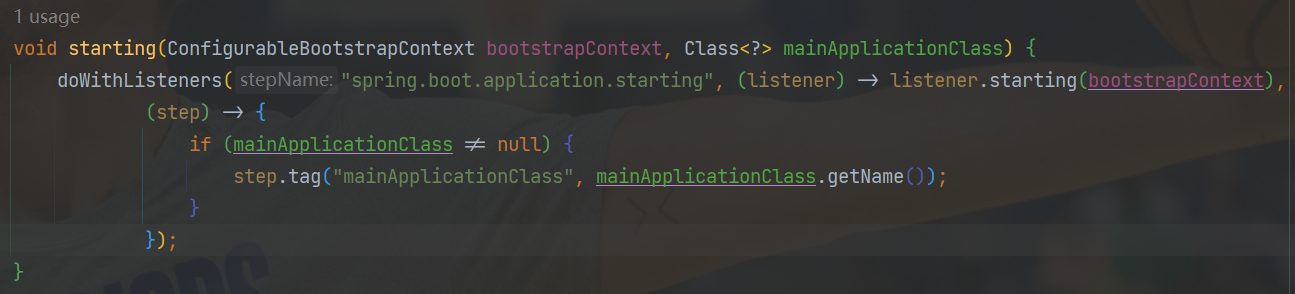 1 usage
void starting(ConfigurableBootstrapContext bootstrapContext, Class<?> mainApplicationClass) {
doWithListeners( stepName: "spring.boot.application.starting", (listener) -> listener.starting(bootstrapContext),
(step) -> {
if (mainApplicationClass != null) {
step.tag("mainApplicationClass", mainApplicationClass.getName());
}
});
}